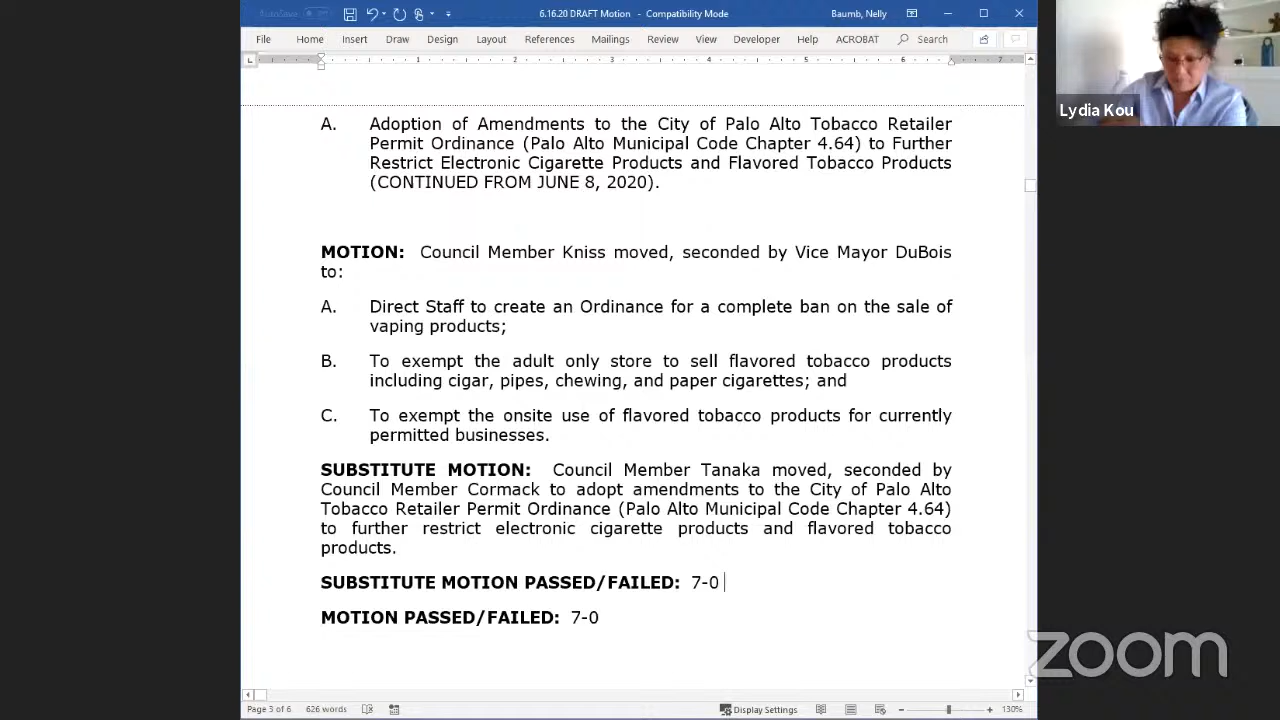 AutoSave
6.16.20 DRAFT Motion - Compatibility Mode
Baumb, Nelly
File Home Insert Draw Design Layout References Mailings Review View Developer Help ACROBAT Search
1 2 3 4 5 6 7
Lydia Kou
A. Adoption of Amendments to the City of Palo Alto Tobacco Retailer
Permit Ordinance (Palo Alto Municipal Code Chapter 4.64) to Further
Restrict Electronic Cigarette Products and Flavored Tobacco Products
(CONTINUED FROM JUNE 8, 2020).
MOTION: Council Member Kniss moved, seconded by Vice Mayor DuBois
to:
A. Direct Staff to create an Ordinance for a complete ban on the sale of
vaping products;
B. To exempt the adult only store to sell flavored tobacco products
including cigar, pipes, chewing, and paper cigarettes; and
C. To exempt the onsite use of flavored tobacco products for currently
permitted businesses.
SUBSTITUTE MOTION: Council Member Tanaka moved, seconded by
Council Member Cormack to adopt amendments to the City of Palo Alto
Tobacco Retailer Permit Ordinance (Palo Alto Municipal Code Chapter 4.64)
to further restrict electronic cigarette products and flavored tobacco
products.
SUBSTITUTE MOTION PASSED/FAILED: 7-0
MOTION PASSED/FAILED: 7-0
zoom
Page 3 of 6 626 words Display Settings 130%